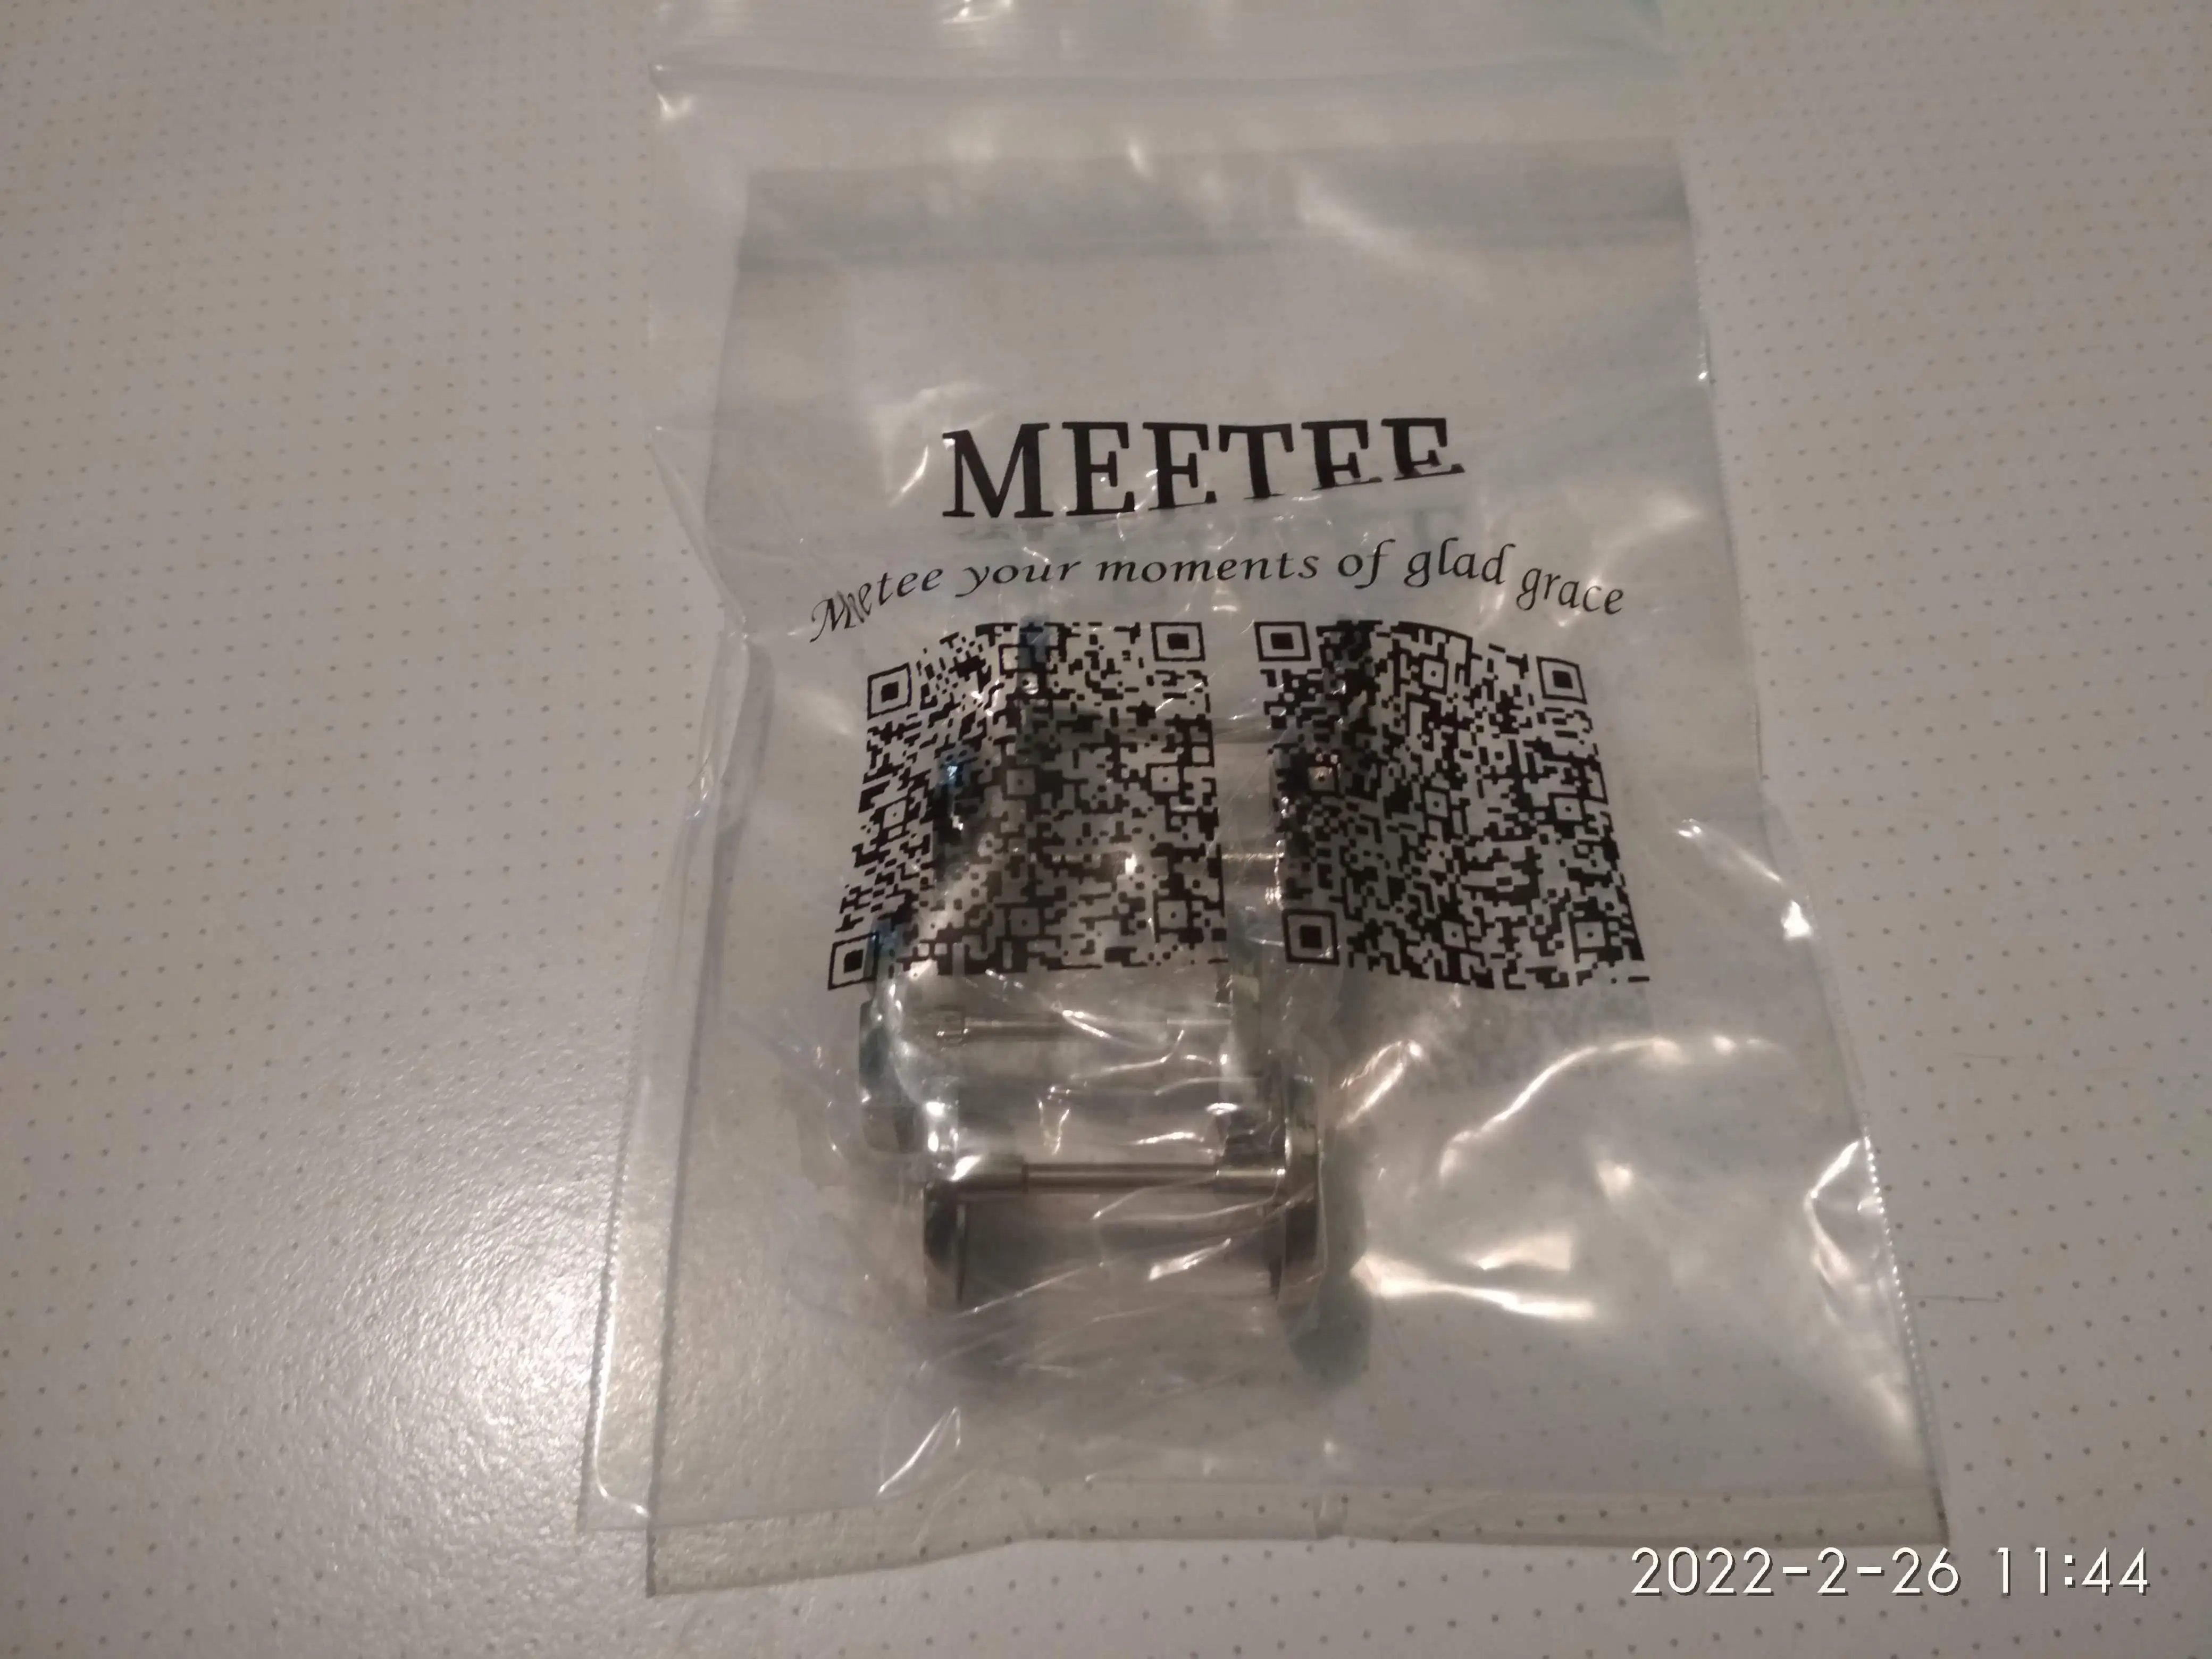 MEETEE
Meetee your moments of glad grace
2022-2-26 11:44